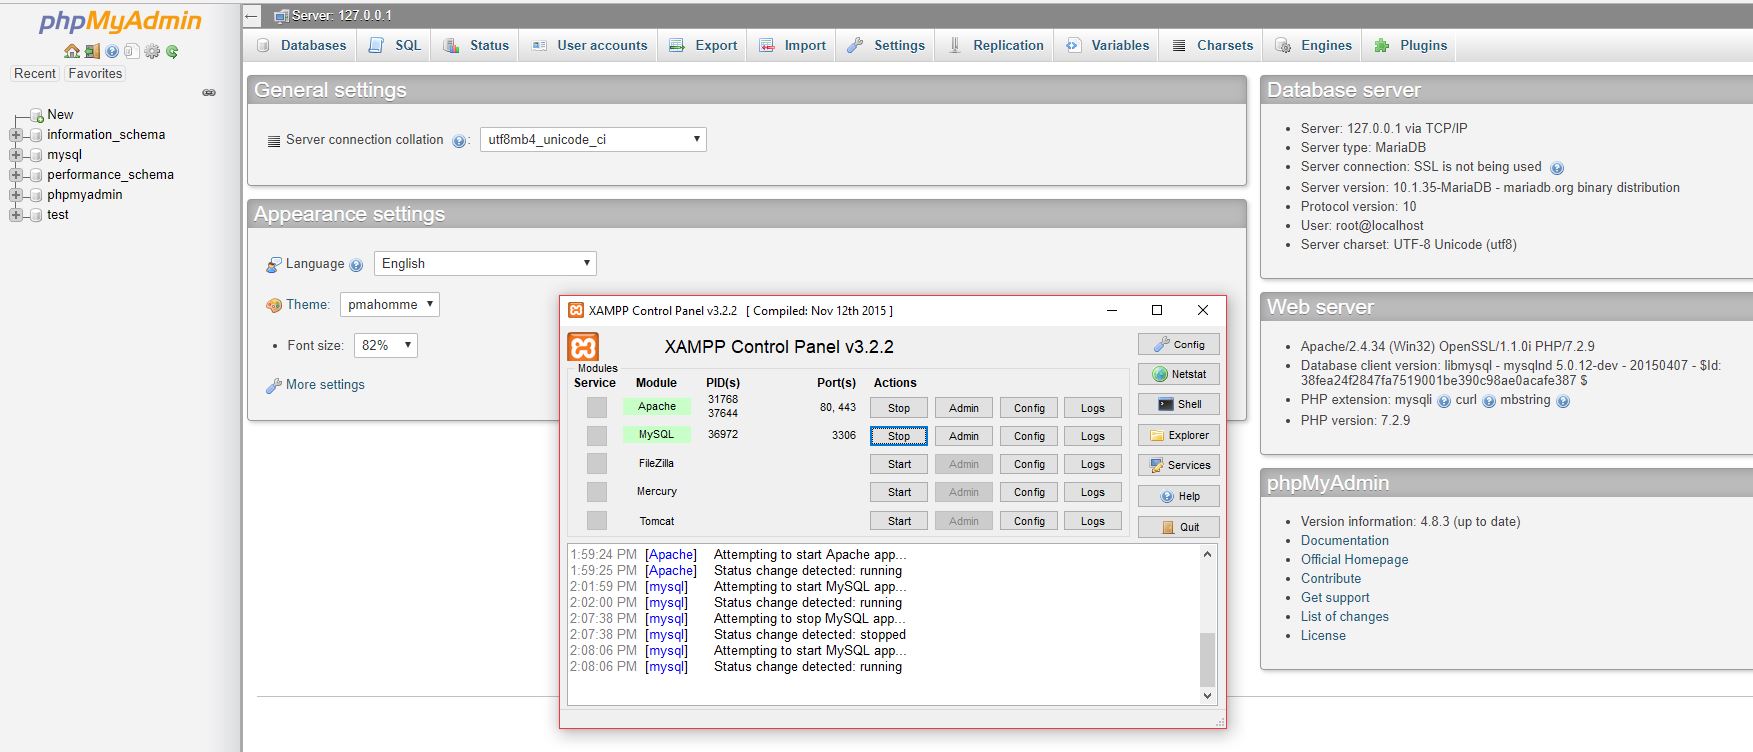 phpMyAdmin
Recent Favorites
New
information_schema
mysql
performance_schema
phpmyadmin
test
Server: 127.0.0.1
Databases SQL Status User accounts Export Import Settings Replication Variables Charsets Engines Plugins
General settings
Server connection collation : utf8mb4_unicode_ci
Appearance settings
Language English
Theme: pmahomme
Font size: 82%
More settings
Database server
Server: 127.0.0.1 via TCP/IP
Server type: MariaDB
Server connection: SSL is not being used
Server version: 10.1.35-MariaDB - mariadb.org binary distribution
Protocol version: 10
User: root@localhost
Server charset: UTF-8 Unicode (utf8)
Web server
Apache/2.4.34 (Win32) OpenSSL/1.1.0i PHP/7.2.9
Database client version: libmysql - mysqlnd 5.0.12-dev - 20150407 - $Id:
38fea24f2847fa7519001be390c98ae0acafe387 $
PHP extension: mysqli curl mbstring
PHP version: 7.2.9
phpMyAdmin
Version information: 4.8.3 (up to date)
Documentation
Official Homepage
Contribute
Get support
List of changes
License
XAMPP Control Panel v3.2.2 [ Compiled: Nov 12th 2015 ]
XAMPP Control Panel v3.2.2
Modules
Service Module PID(s) Port(s) Actions
Apache 31768 37644 80, 443 Stop Admin Config Logs
MySQL 36972 3306 Stop Admin Config Logs
FileZilla Start Admin Config Logs
Mercury Start Admin Config Logs
Tomcat Start Admin Config Logs
Config
Netstat
Shell
Explorer
Services
Help
Quit
1:59:24 PM [Apache] Attempting to start Apache app...
1:59:25 PM [Apache] Status change detected: running
2:01:59 PM [mysql] Attempting to start MySQL app...
2:02:00 PM [mysql] Status change detected: running
2:07:38 PM [mysql] Attempting to stop MySQL app...
2:07:38 PM [mysql] Status change detected: stopped
2:08:06 PM [mysql] Attempting to start MySQL app...
2:08:06 PM [mysql] Status change detected: running